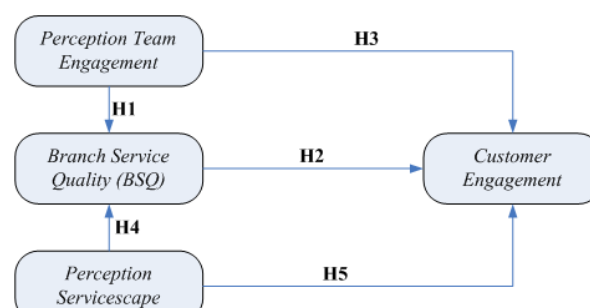 Perception Team
Engagement
H3
H1
Branch Service
Quality (BSQ)
H2
Customer
Engagement
H4
Perception
Servicescape
H5